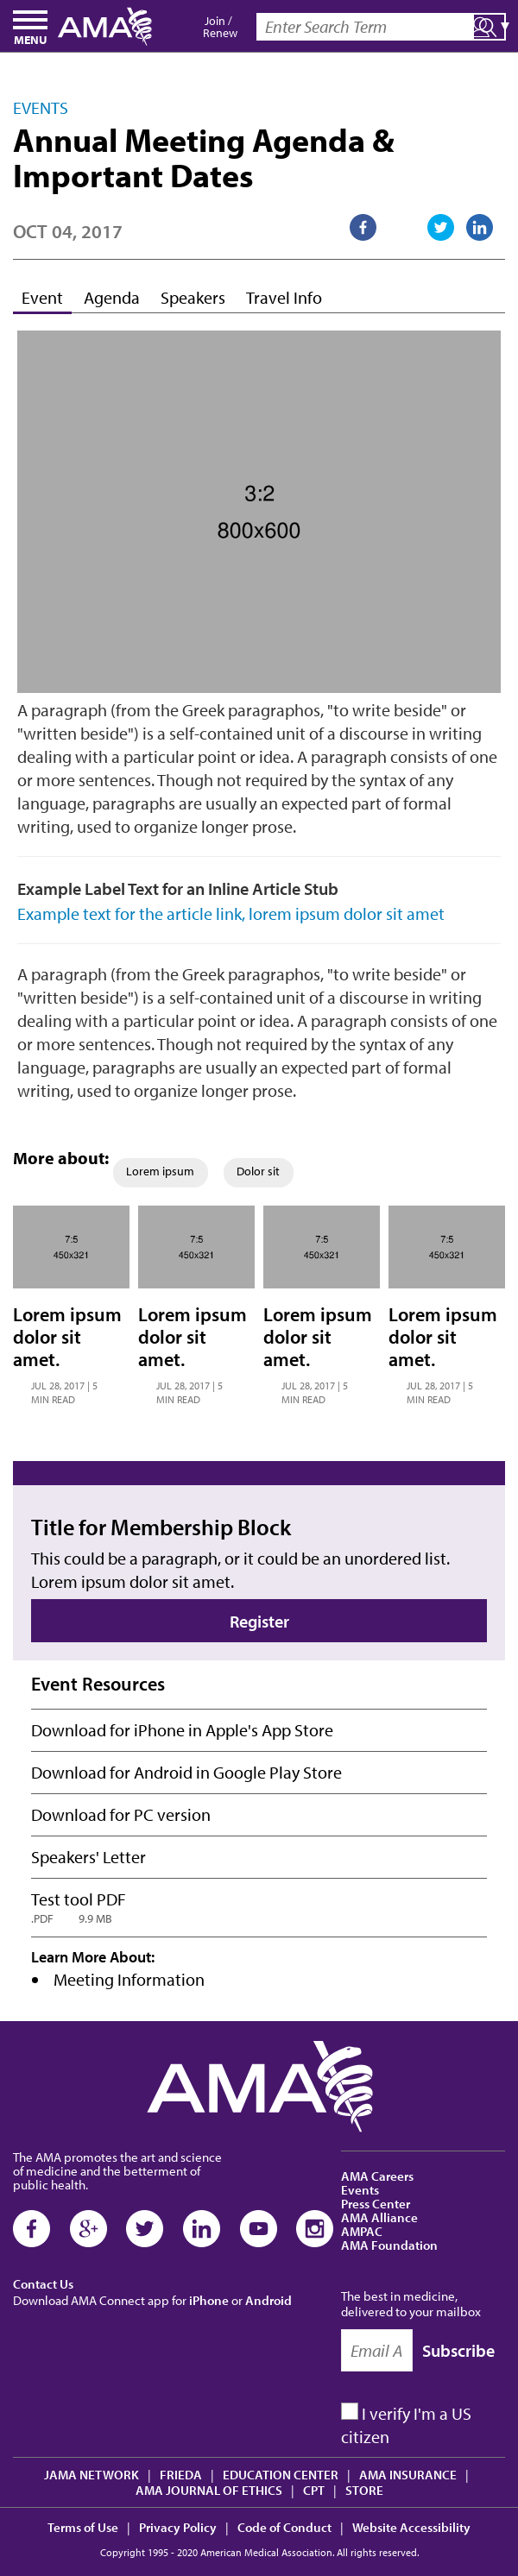 MENU
AMA
Join /
Renew
Enter Search Term
EVENTS
Annual Meeting Agenda &
Important Dates
OCT 04, 2017
Event Agenda Speakers Travel Info
3:2
800x600
A paragraph (from the Greek paragraphos, "to write beside" or
"written beside") is a self-contained unit of a discourse in writing
dealing with a particular point or idea. A paragraph consists of one
or more sentences. Though not required by the syntax of any
language, paragraphs are usually an expected part of formal
writing, used to organize longer prose.
Example Label Text for an Inline Article Stub
Example text for the article link, lorem ipsum dolor sit amet
A paragraph (from the Greek paragraphos, "to write beside" or
"written beside") is a self-contained unit of a discourse in writing
dealing with a particular point or idea. A paragraph consists of one
or more sentences. Though not required by the syntax of any
language, paragraphs are usually an expected part of formal
writing, used to organize longer prose.
More about: Lorem ipsum Dolor sit
7:5
450x321
Lorem ipsum
dolor sit
amet.
JUL 28, 2017 | 5
MIN READ
7:5
450x321
Lorem ipsum
dolor sit
amet.
JUL 28, 2017 | 5
MIN READ
7:5
450x321
Lorem ipsum
dolor sit
amet.
JUL 28, 2017 | 5
MIN READ
7:5
450x321
Lorem ipsum
dolor sit
amet.
JUL 28, 2017 | 5
MIN READ
Title for Membership Block
This could be a paragraph, or it could be an unordered list.
Lorem ipsum dolor sit amet.
Register
Event Resources
Download for iPhone in Apple's App Store
Download for Android in Google Play Store
Download for PC version
Speakers' Letter
Test tool PDF
.PDF 9.9 MB
Learn More About:
• Meeting Information
AMA
The AMA promotes the art and science
of medicine and the betterment of
public health.
Contact Us
Download AMA Connect app for iPhone or Android
AMA Careers
Events
Press Center
AMA Alliance
AMPAC
AMA Foundation
The best in medicine,
delivered to your mailbox
Email A Subscribe
I verify I'm a US
citizen
JAMA NETWORK | FRIEDA | EDUCATION CENTER | AMA INSURANCE |
AMA JOURNAL OF ETHICS | CPT | STORE
Terms of Use | Privacy Policy | Code of Conduct | Website Accessibility
Copyright 1995 - 2020 American Medical Association. All rights reserved.